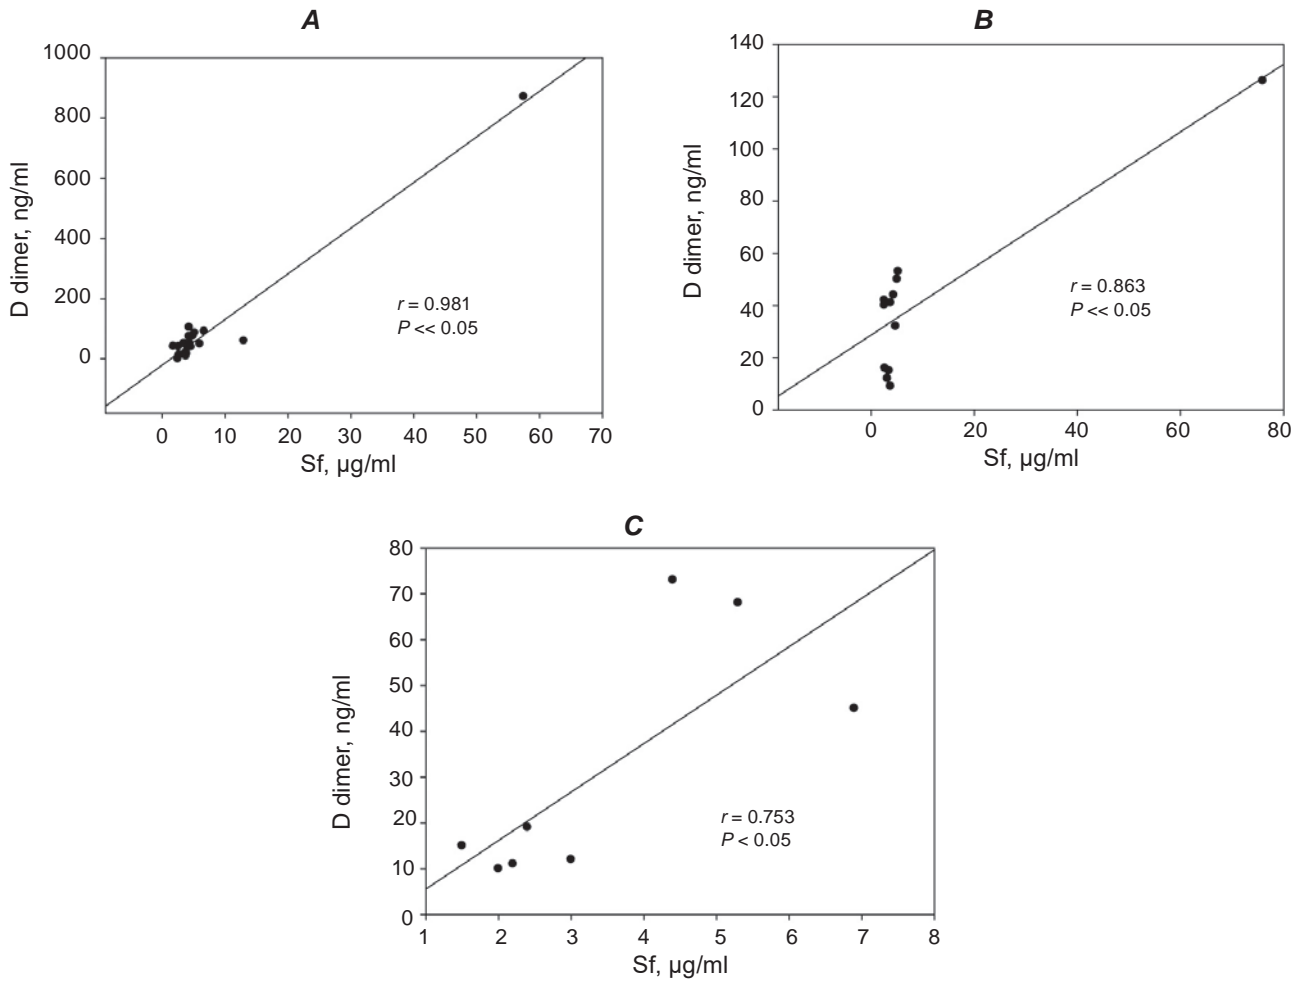 A
1000
800
600
400
200
0
D dimer, ng/ml
r = 0.981
P << 0.05
0 10 20 30 40 50 60 70
Sf, µg/ml
B
140
120
100
80
60
40
20
0
D dimer, ng/ml
r = 0.863
P << 0.05
0 20 40 60 80
Sf, µg/ml
C
80
70
60
50
40
30
20
10
0
D dimer, ng/ml
r = 0.753
P < 0.05
1 2 3 4 5 6 7 8
Sf, µg/ml